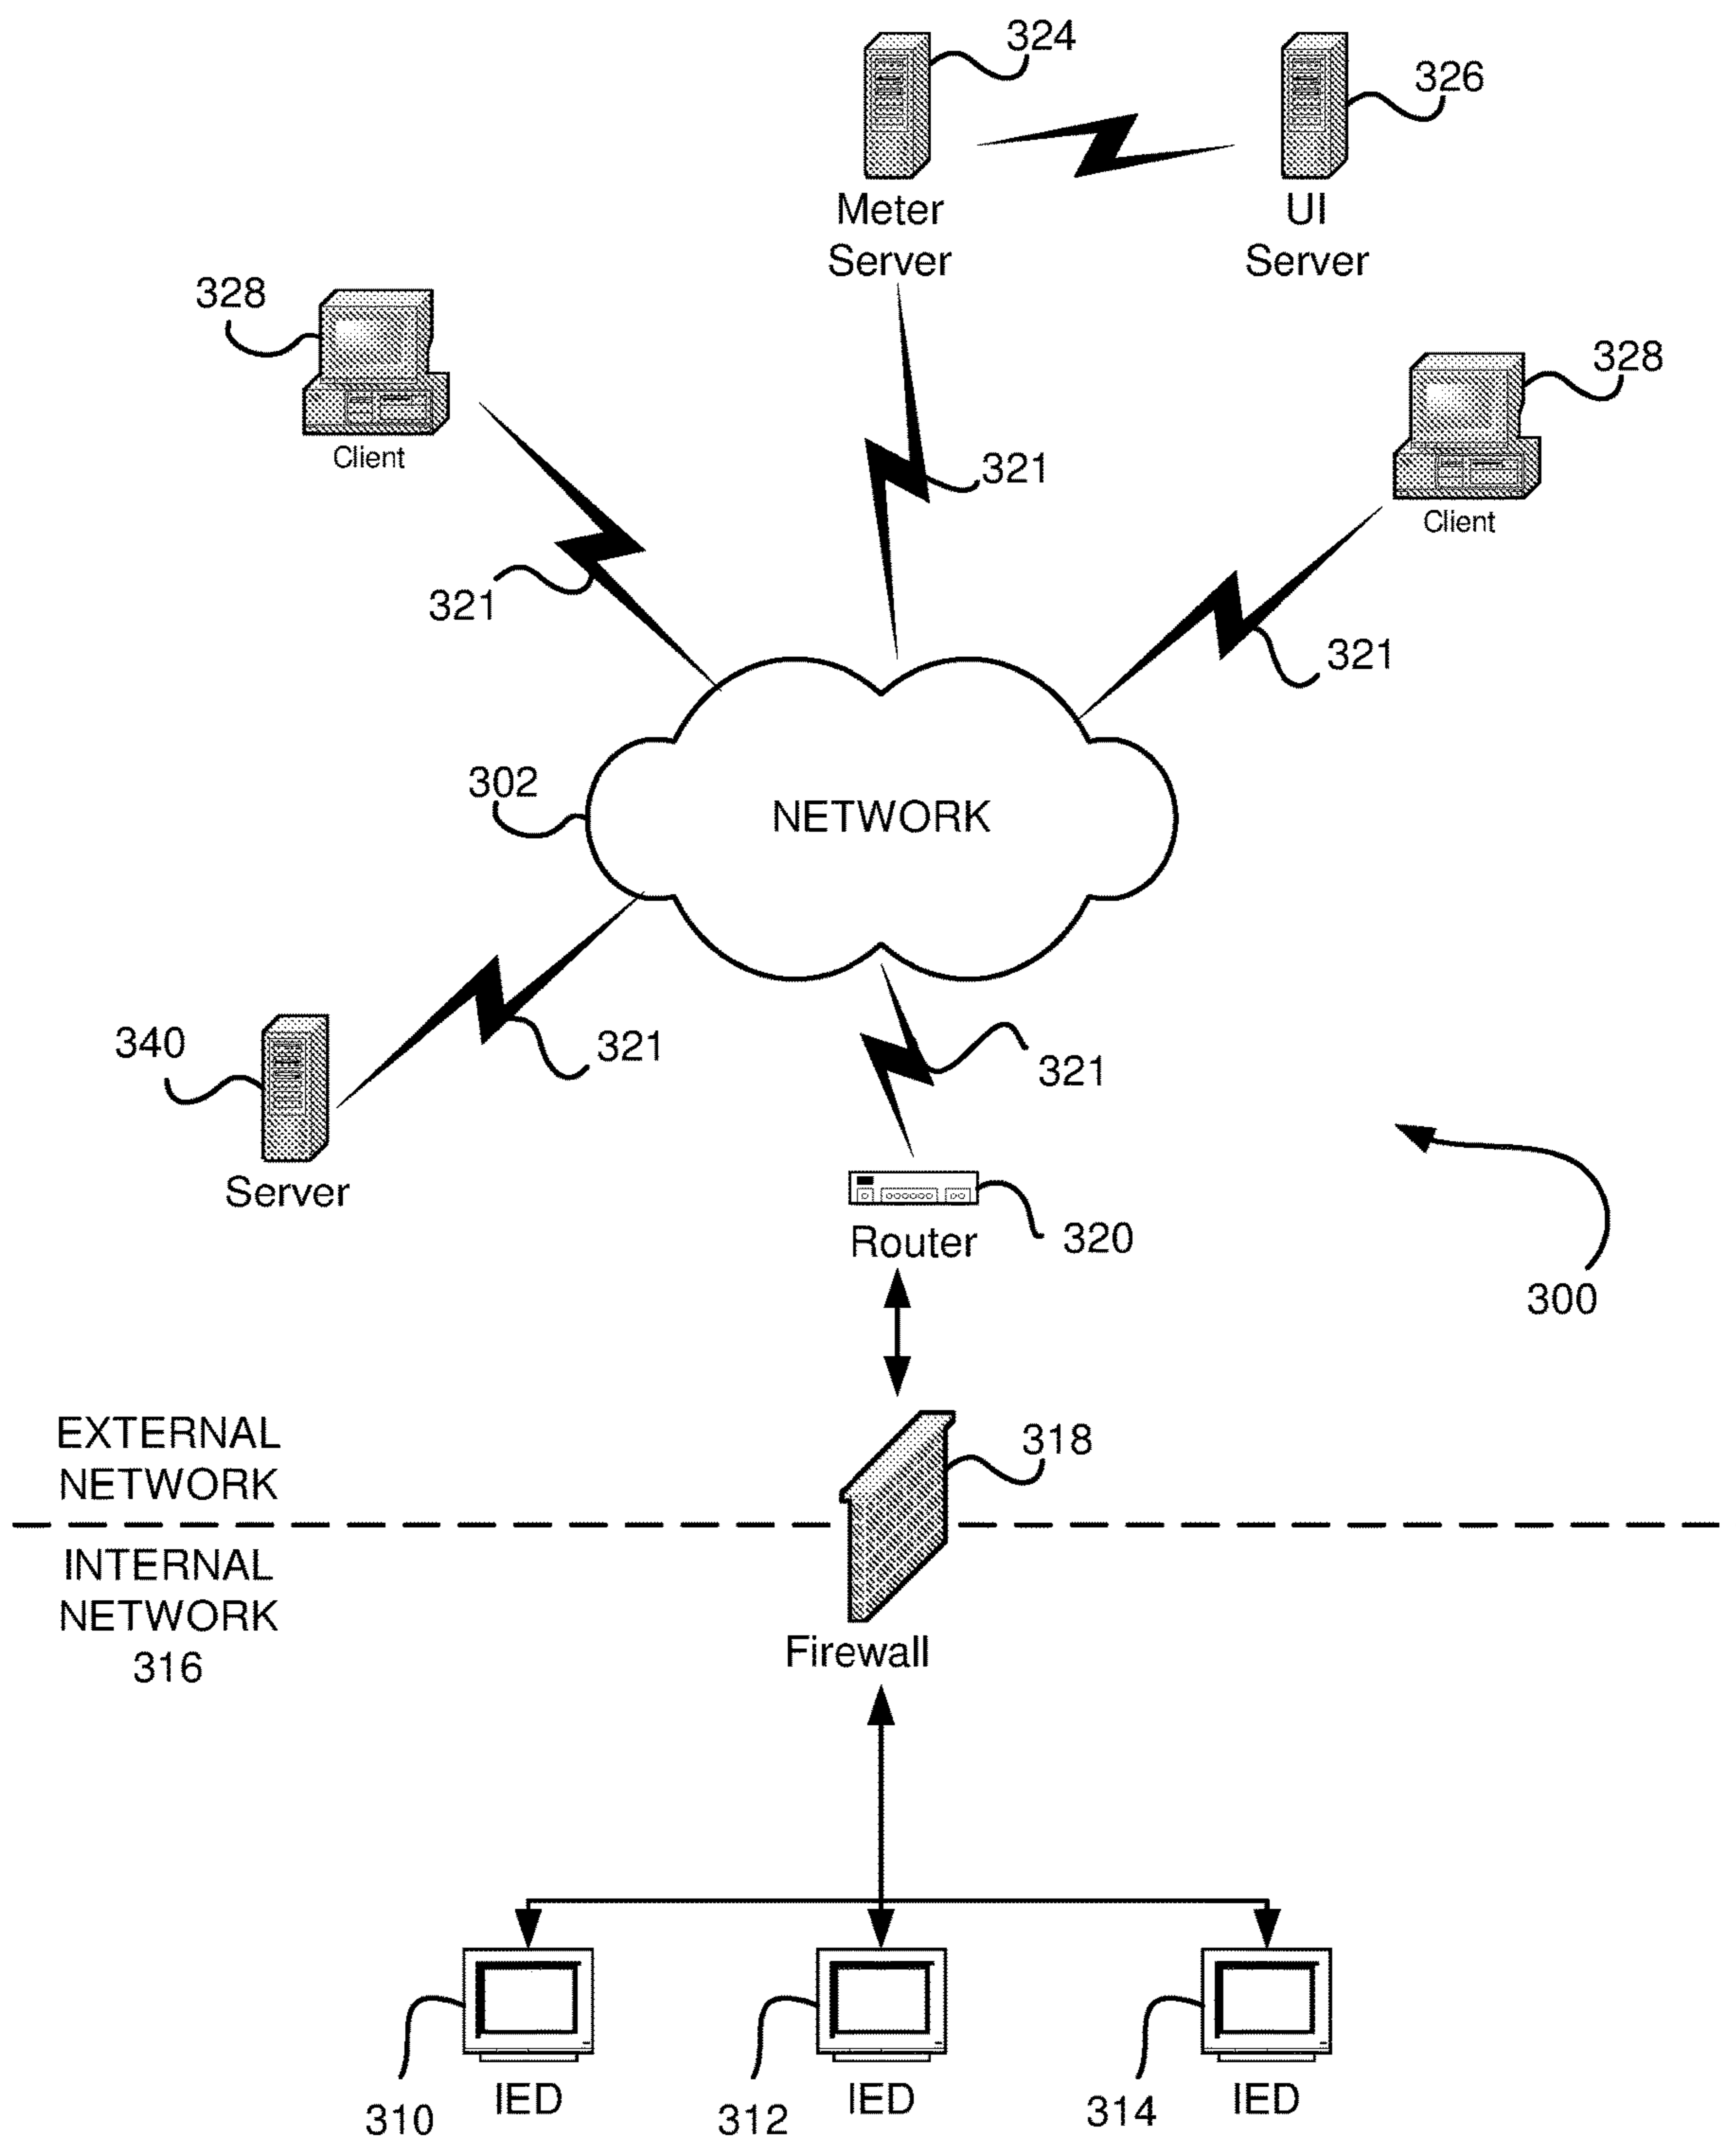 324
326
Meter
Server
UI
Server
328
Client
328
Client
321
321
321
302
NETWORK
340
Server
321
321
Router
320
300
EXTERNAL
NETWORK
318
INTERNAL
NETWORK
316
Firewall
310
IED
312
IED
314
IED